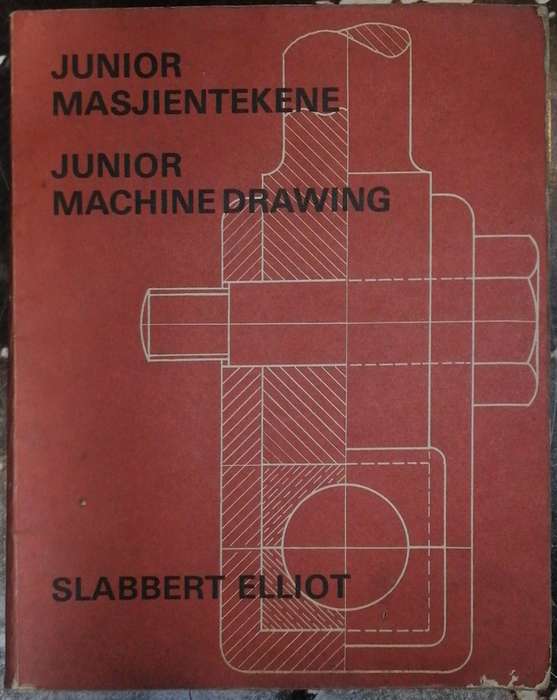 JUNIOR
MASJIENTEKENE
JUNIOR
MACHINE DRAWING
SLABBERT ELLIOT